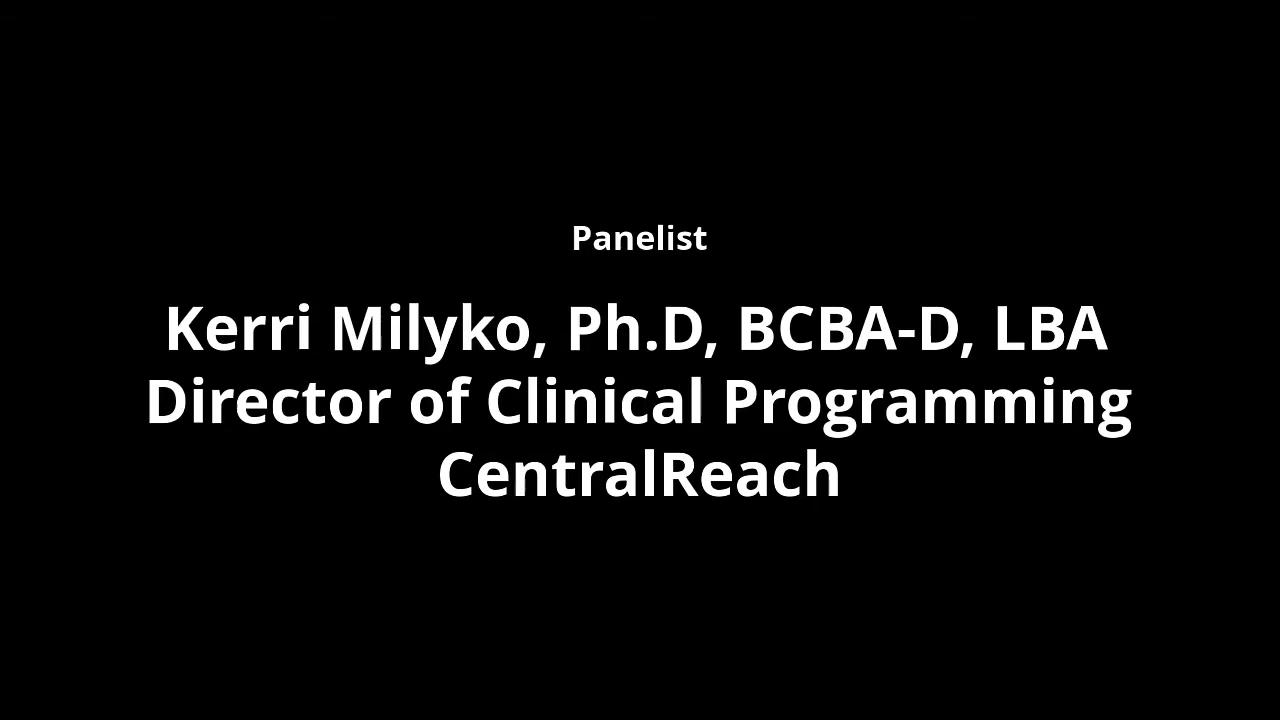 Panelist
Kerri Milyko, Ph.D, BCBA-D, LBA
Director of Clinical Programming
CentralReach